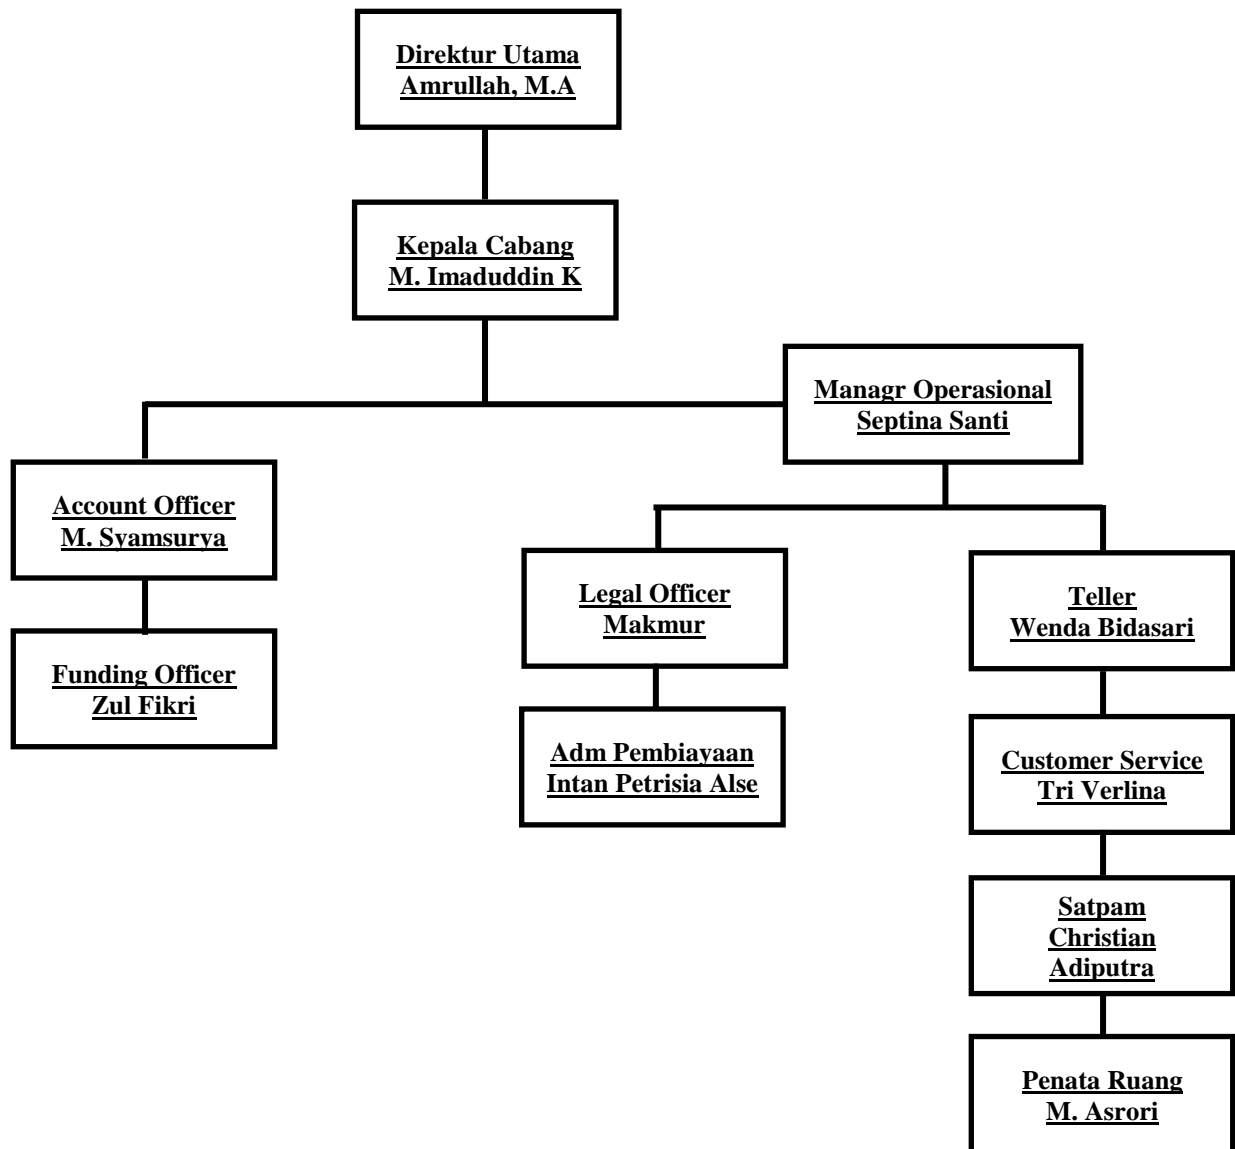 Direktur Utama
Amrullah, M.A
Kepala Cabang
M. Imaduddin K
Managr Operasional
Septina Santi
Account Officer
M. Syamsurya
Funding Officer
Zul Fikri
Legal Officer
Makmur
Adm Pembiayaan
Intan Petrisia Alse
Teller
Wenda Bidasari
Customer Service
Tri Verlina
Satpam
Christian
Adiputra
Penata Ruang
M. Asrori